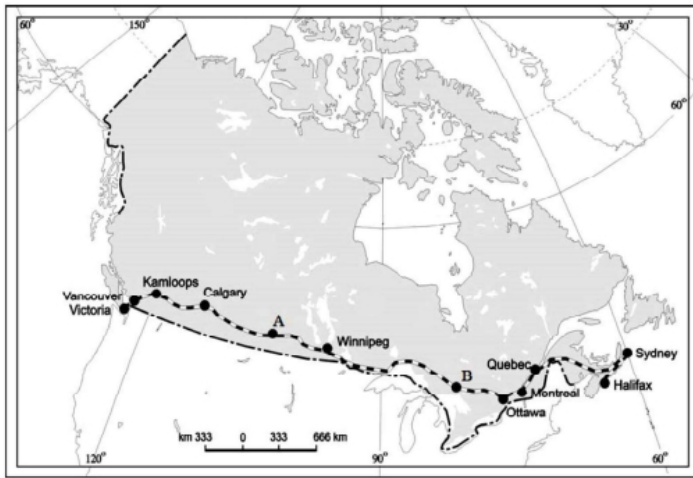 60° 150° 30°
60°
Kamloops
Vancouver
Calgary
Victoria
A
Winnipeg
Quebec
Sydney
B
Montreal
Halifax
Ottawa
km 333 0 333 666 km
120° 90° 60°